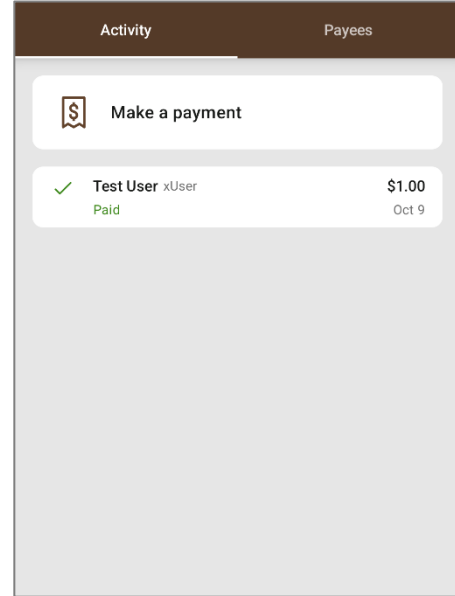 Activity Payees
Make a payment
Test User xUser $1.00
Paid Oct 9